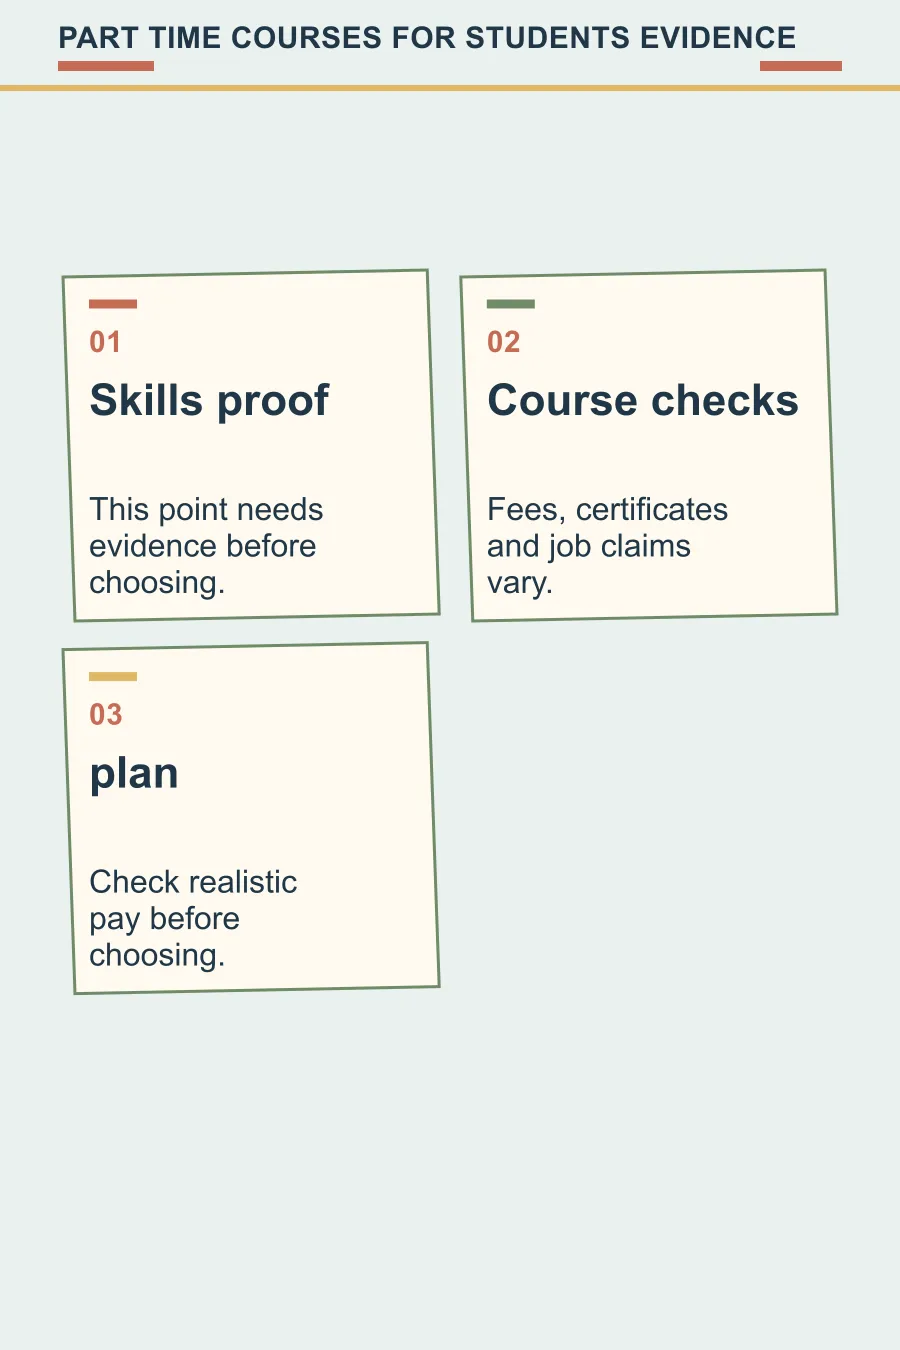 PART TIME COURSES FOR STUDENTS EVIDENCE
01
Skills proof
This point needs
evidence before
choosing.
02
Course checks
Fees, certificates
and job claims
vary.
03
plan
Check realistic
pay before
choosing.